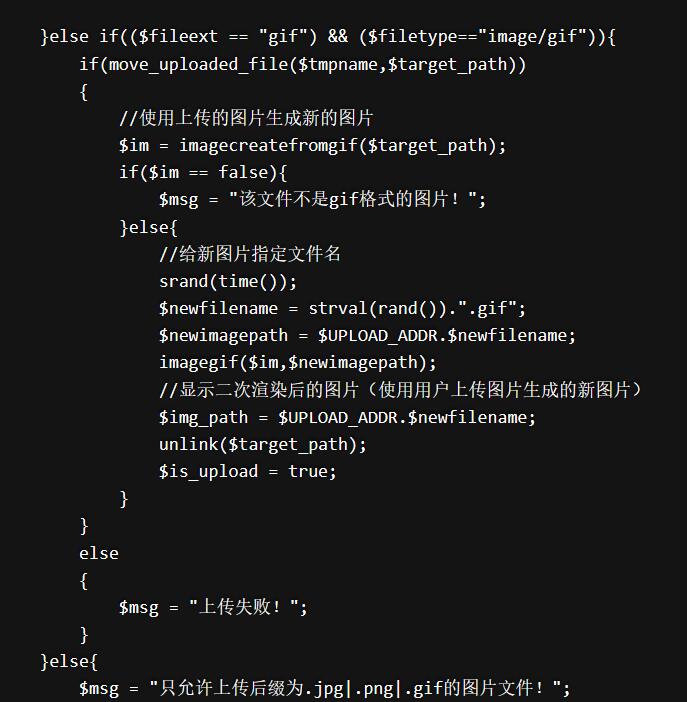 }else if(($fileext == "gif") && ($filetype=="image/gif")){
if(move_uploaded_file($tmpname,$target_path))
{
//使用上传的图片生成新的图片
$im = imagecreatefromgif($target_path);
if($im == false){
$msg = "该文件不是gif格式的图片！";
}else{
//给新图片指定文件名
srand(time());
$newfilename = strval(rand()).".gif";
$newimagepath = $UPLOAD_ADDR.$newfilename;
imagegif($im,$newimagepath);
//显示二次渲染后的图片（使用用户上传图片生成的新图片）
$img_path = $UPLOAD_ADDR.$newfilename;
unlink($target_path);
$is_upload = true;
}
}
else
{
$msg = "上传失败！";
}
}else{
$msg = "只允许上传后缀为.jpg|.png|.gif的图片文件！";